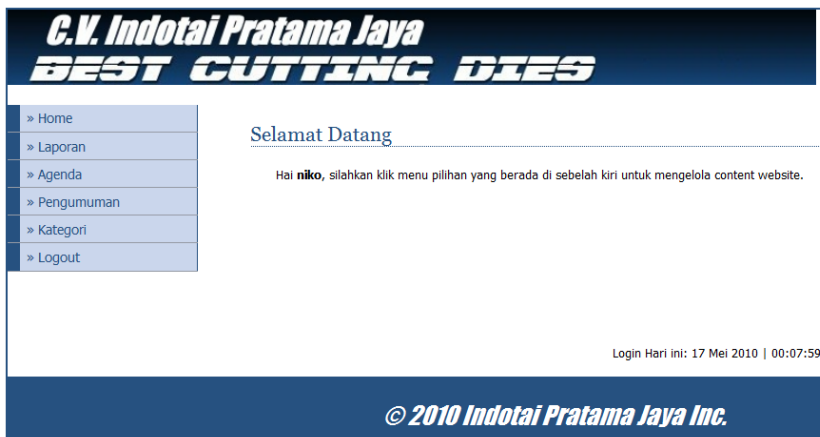 C.V. Indotai Pratama Jaya
BEST CUTTING DIES
» Home
» Laporan
» Agenda
» Pengumuman
» Kategori
» Logout
Selamat Datang
Hai niko, silahkan klik menu pilihan yang berada di sebelah kiri untuk mengelola content website.
Login Hari ini: 17 Mei 2010 | 00:07:59
© 2010 Indotai Pratama Jaya Inc.